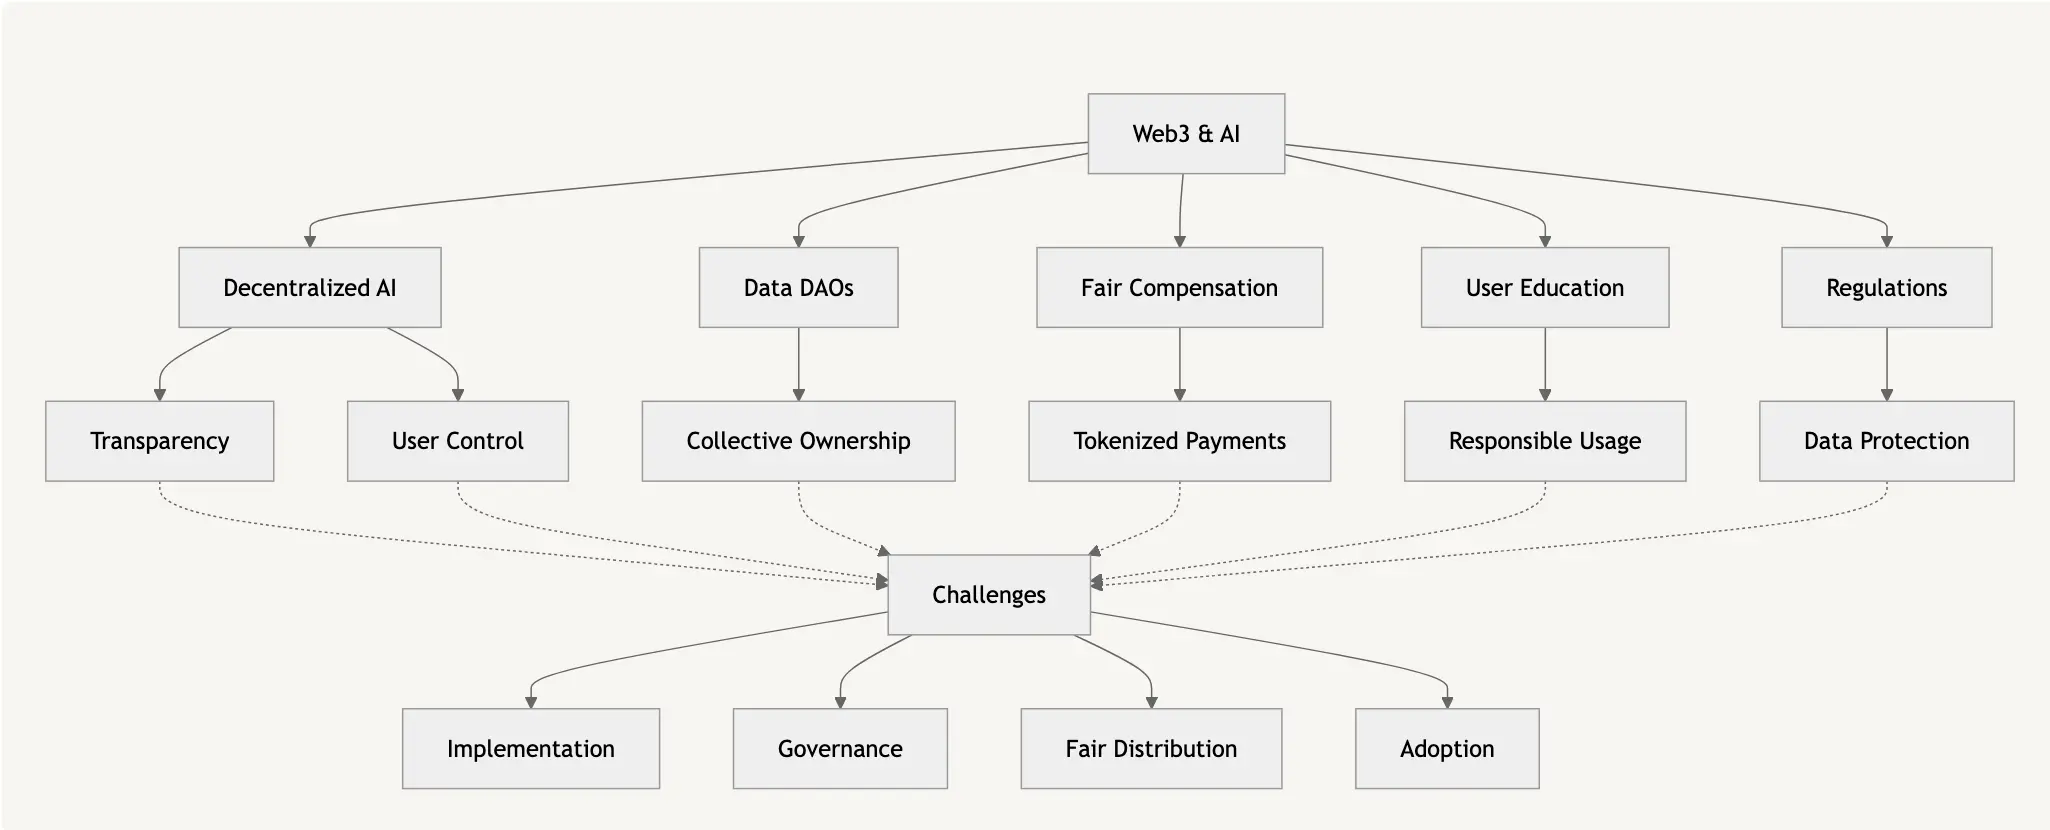 Web3 & AI
Decentralized AI
Data DAOs
Fair Compensation
User Education
Regulations
Transparency
User Control
Collective Ownership
Tokenized Payments
Responsible Usage
Data Protection
Challenges
Implementation
Governance
Fair Distribution
Adoption